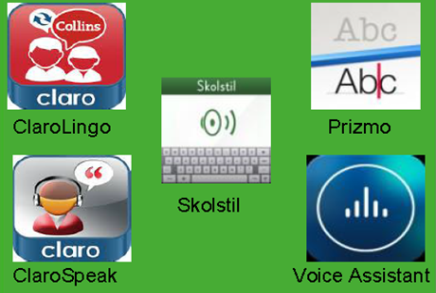 Collins
claro
ClaroLingo
Skolstil
Skolstil
Abc
Abc
Prizmo
claro
ClaroSpeak
Voice Assistant